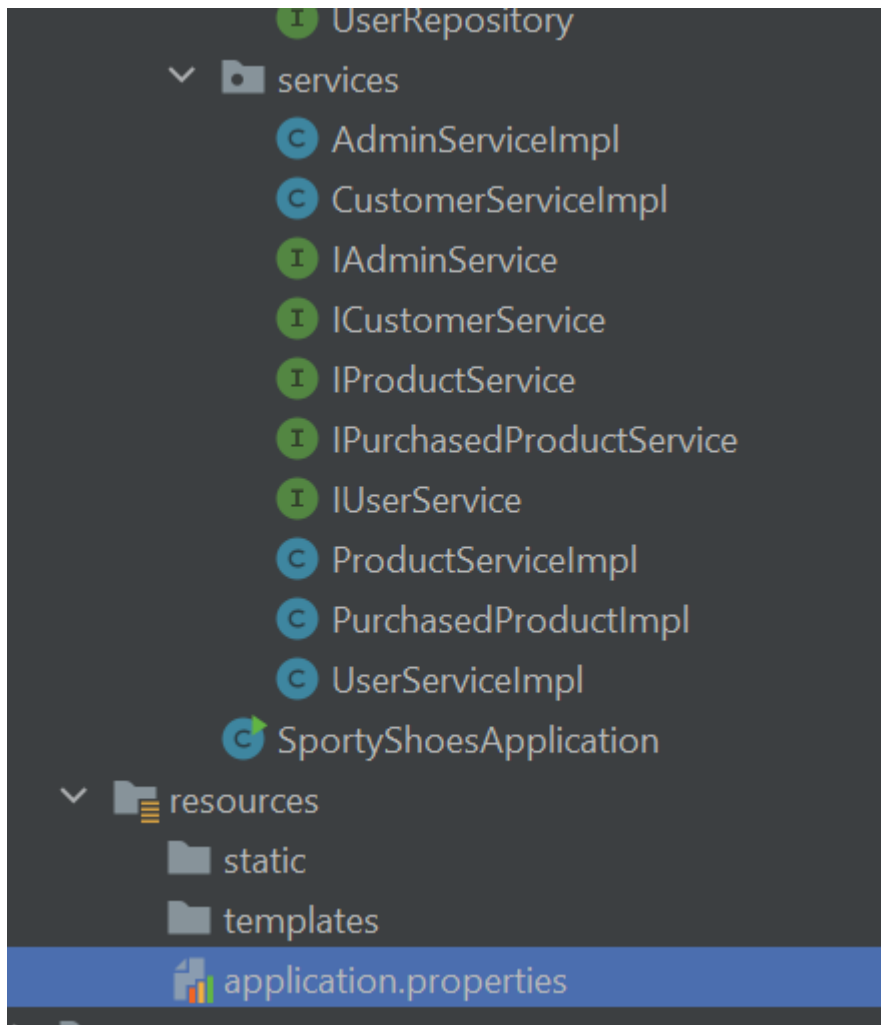 UserRepository
services
C AdminServiceImpl
C CustomerServiceImpl
I IAdminService
I ICustomerService
I IProductService
I IPurchasedProductService
I IUserService
C ProductServiceImpl
C PurchasedProductImpl
C UserServiceImpl
C SportyShoesApplication
resources
static
templates
application.properties